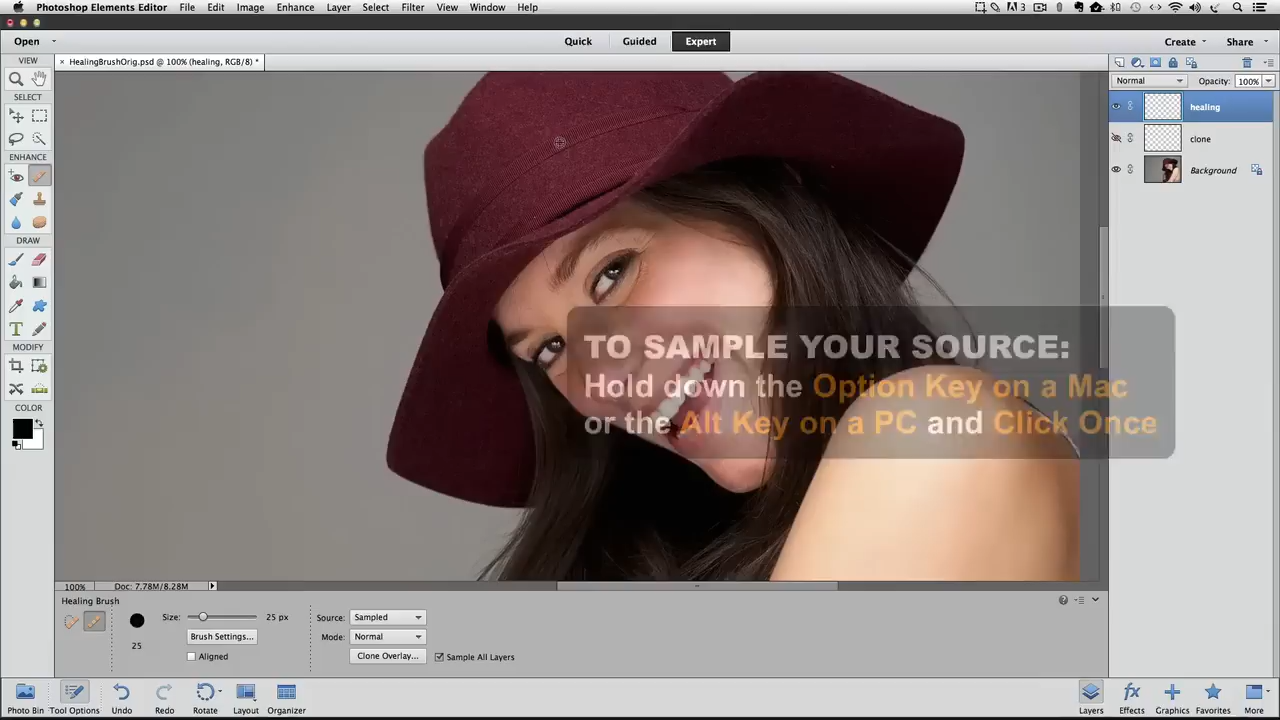 Photoshop Elements Editor File Edit Image Enhance Layer Select Filter View Window Help
3
Open Quick Guided Expert Create Share
VIEW × HealingBrushOrig.psd @ 100% (healing, RGB/8) *
Normal Opacity: 100%
SELECT
healing
clone
ENHANCE
Background
DRAW
T
MODIFY
COLOR
TO SAMPLE YOUR SOURCE:
Hold down the Option Key on a Mac
or the Alt Key on a PC and Click Once
100% Doc: 7.78M/8.28M
Healing Brush
Size: 25 px Source: Sampled
Brush Settings... Mode: Normal
25
Aligned Clone Overlay... Sample All Layers
Photo Bin Tool Options Undo Redo Rotate Layout Organizer Layers Effects Graphics Favorites More